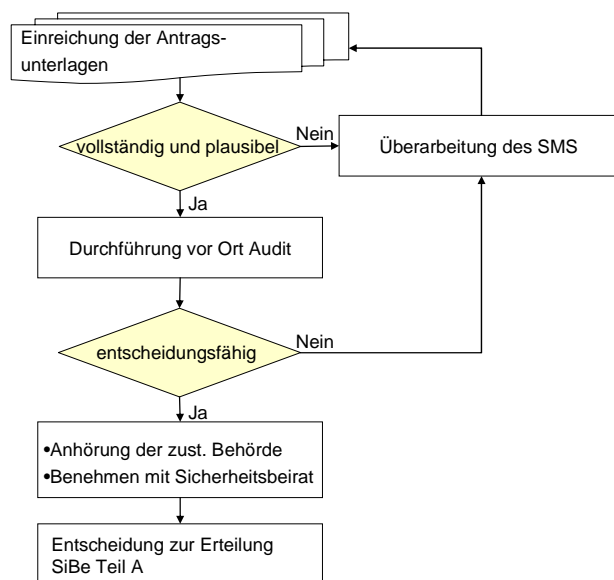 Einreichung der Antrags-
unterlagen
vollständig und plausibel
Nein
Überarbeitung des SMS
Ja
Durchführung vor Ort Audit
entscheidungsfähig
Nein
Ja
•Anhörung der zust. Behörde
•Benehmen mit Sicherheitsbeirat
Entscheidung zur Erteilung
SiBe Teil A